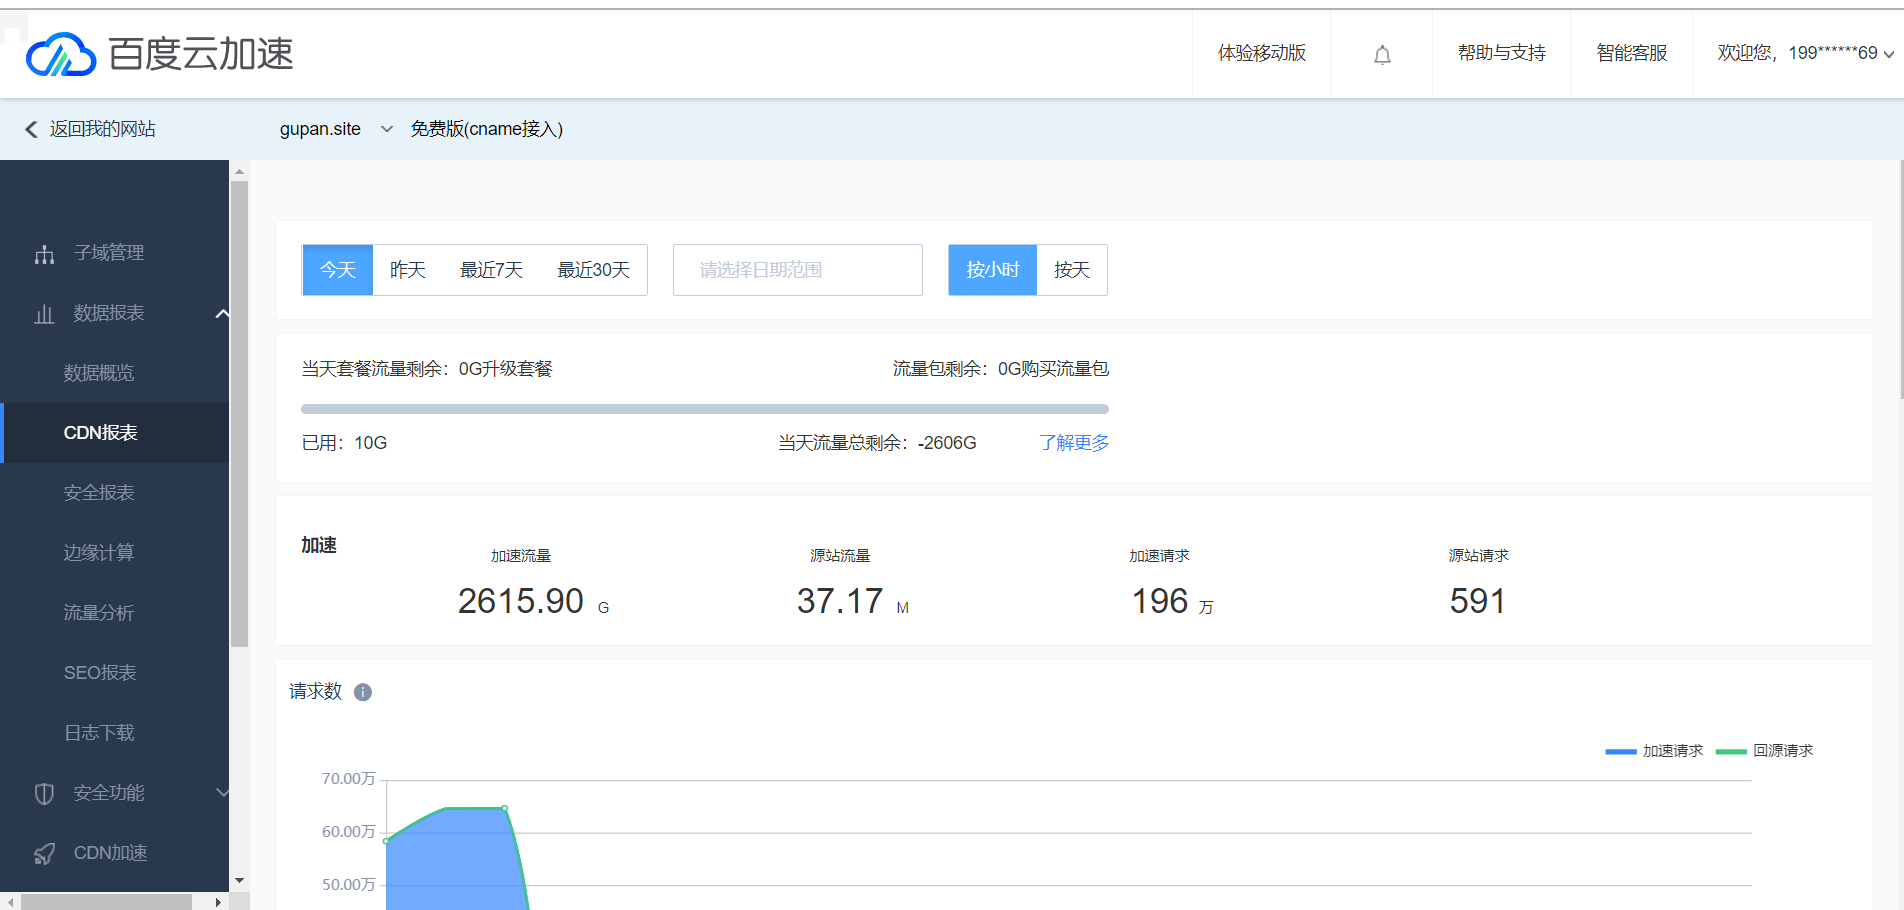 百度云加速
体验移动版
帮助与支持
智能客服
欢迎您，199******69
返回我的网站
gupan.site
免费版(cname接入)
子域管理
数据报表
数据概览
CDN报表
安全报表
边缘计算
流量分析
SEO报表
日志下载
安全功能
CDN加速
今天 昨天 最近7天 最近30天
请选择日期范围
按小时 按天
当天套餐流量剩余：0G升级套餐
流量包剩余：0G购买流量包
已用：10G
当天流量总剩余：-2606G
了解更多
加速
加速流量
2615.90 G
源站流量
37.17 M
加速请求
196 万
源站请求
591
请求数
加速请求
回源请求
70.00万
60.00万
50.00万